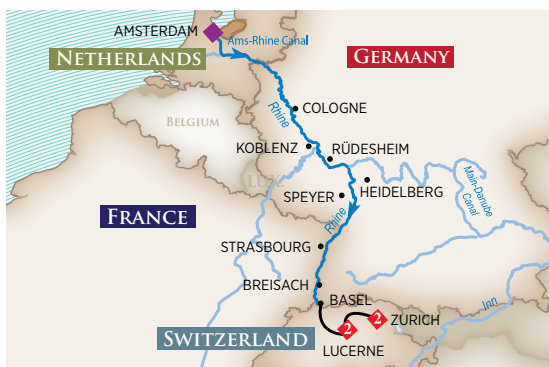 AMSTERDAM
Ams-Rhine Canal
NETHERLANDS
GERMANY
COLOGNE
Rhine
BELGIUM
KOBLENZ
RÜDESHEIM
LUX
HEIDELBERG
SPEYER
Main-Danube
Canal
FRANCE
Rhine
STRASBOURG
BREISACH
BASEL
Inn
2
ZURICH
2
SWITZERLAND
LUCERNE